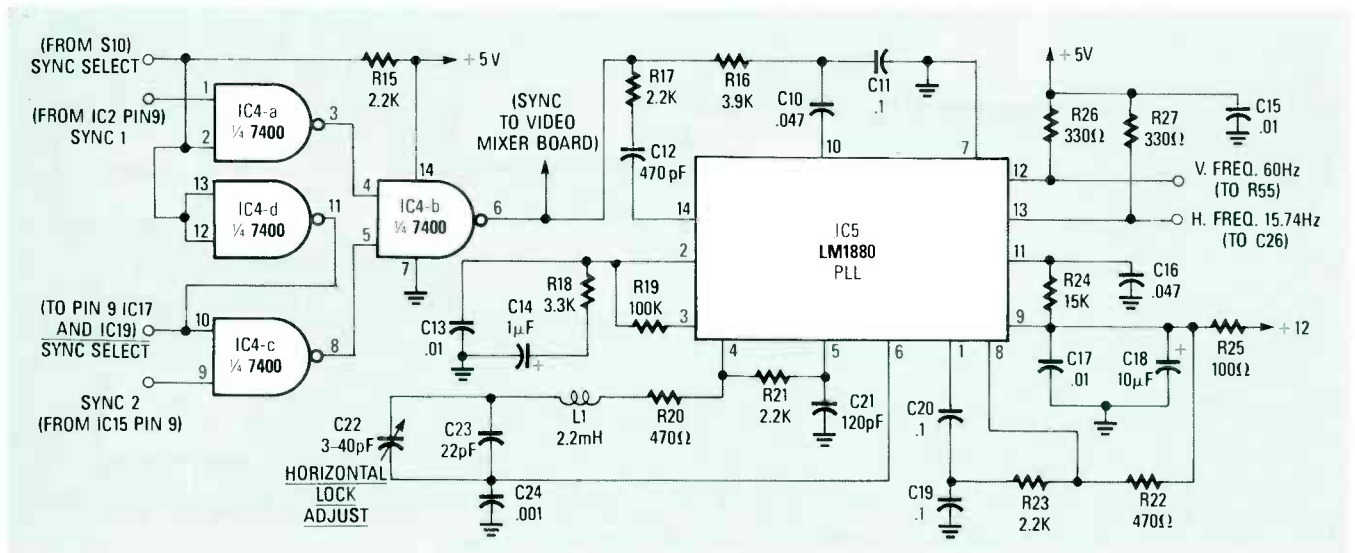 (FROM S10)
SYNC SELECT
1
(FROM IC2 PIN9)
SYNC 1
2
IC4-a
¼ 7400
3
R15
2.2K
+5V
13
12
IC4-d
¼ 7400
11
(TO PIN 9 IC17
AND IC19)
SYNC SELECT
10
9
IC4-c
¼ 7400
8
SYNC 2
(FROM IC15 PIN 9)
14
4
5
IC4-b
¼ 7400
6
7
(SYNC
TO VIDEO
MIXER BOARD)
R17
2.2K
R16
3.9K
C10
.047
C11
.1
C12
470 pF
10
7
14
2
3
4
5
6
1
8
9
11
13
12
IC5
LM1880
PLL
+5V
R26
330Ω
R27
330Ω
C15
.01
V. FREQ. 60Hz
(TO R55)
H. FREQ. 15.74Hz
(TO C26)
R24
15K
C16
.047
+12
R25
100Ω
C17
.01
C18
10μF
+
C13
.01
C14
1μF
+
R18
3.3K
R19
100K
R21
2.2K
C21
120pF
R20
470Ω
L1
2.2mH
C22
3-40pF
C23
22pF
HORIZONTAL
LOCK
ADJUST
C24
.001
C20
.1
C19
.1
R23
2.2K
R22
470Ω